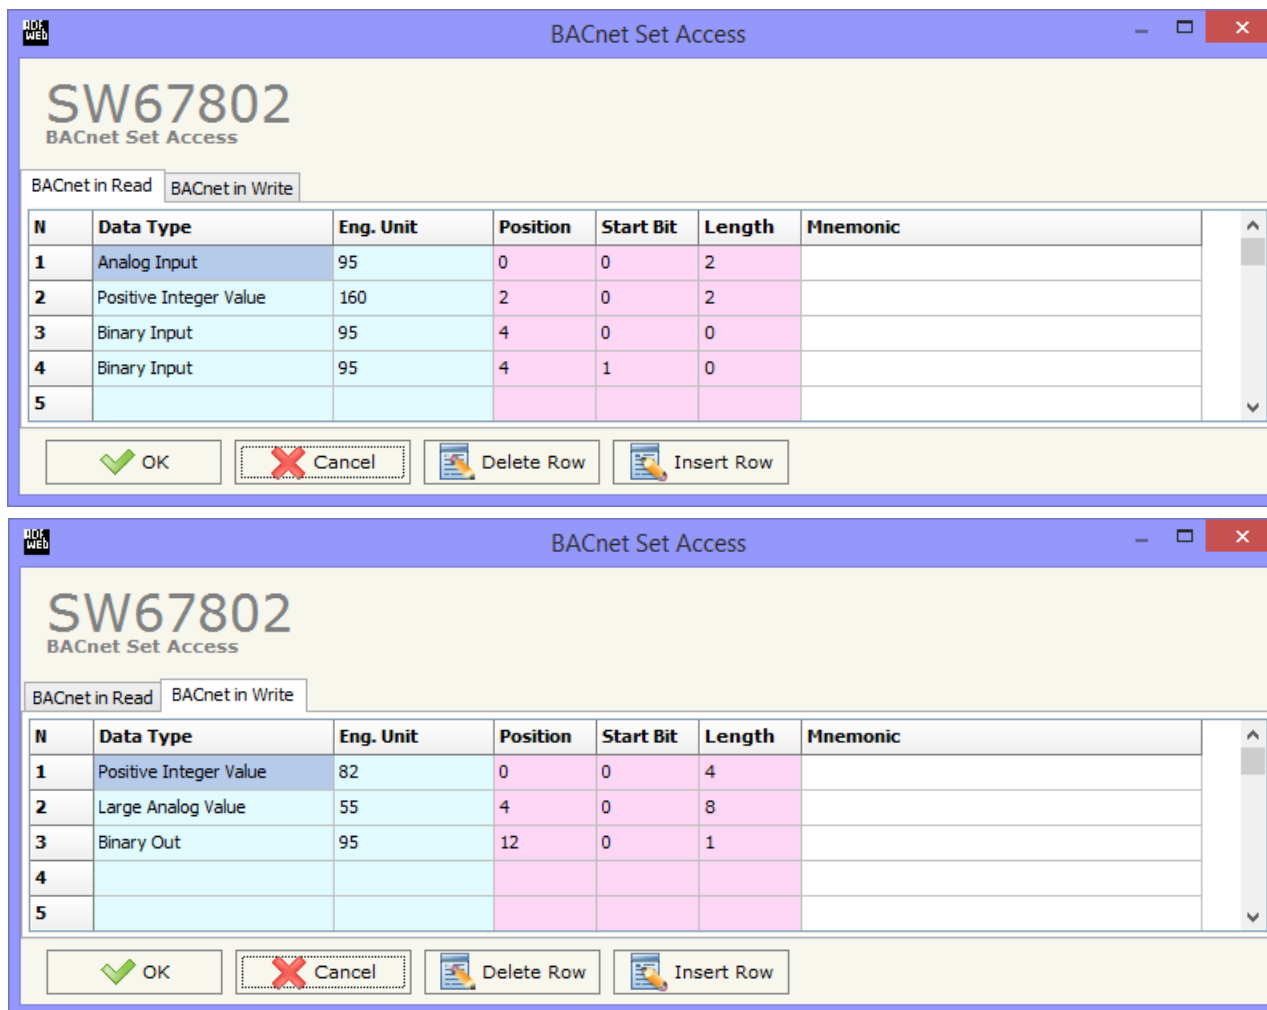 ADF
WEB
BACnet Set Access
SW67802
BACnet Set Access
BACnet in Read BACnet in Write
N Data Type Eng. Unit Position Start Bit Length Mnemonic
1 Analog Input 95 0 0 2
2 Positive Integer Value 160 2 0 2
3 Binary Input 95 4 0 0
4 Binary Input 95 4 1 0
5
OK Cancel Delete Row Insert Row
ADF
WEB
BACnet Set Access
SW67802
BACnet Set Access
BACnet in Read BACnet in Write
N Data Type Eng. Unit Position Start Bit Length Mnemonic
1 Positive Integer Value 82 0 0 4
2 Large Analog Value 55 4 0 8
3 Binary Out 95 12 0 1
4
5
OK Cancel Delete Row Insert Row